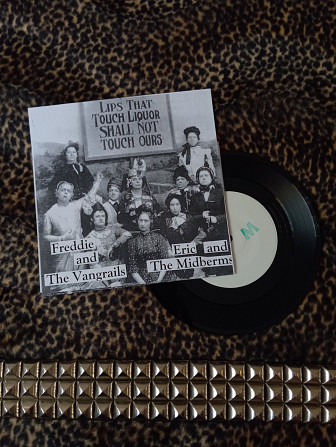 LIPS THAT
TOUCH LIQUOR
SHALL NOT
TOUCH OURS
Freddie
and
The Vangrails
Eric and
The Midberms
M